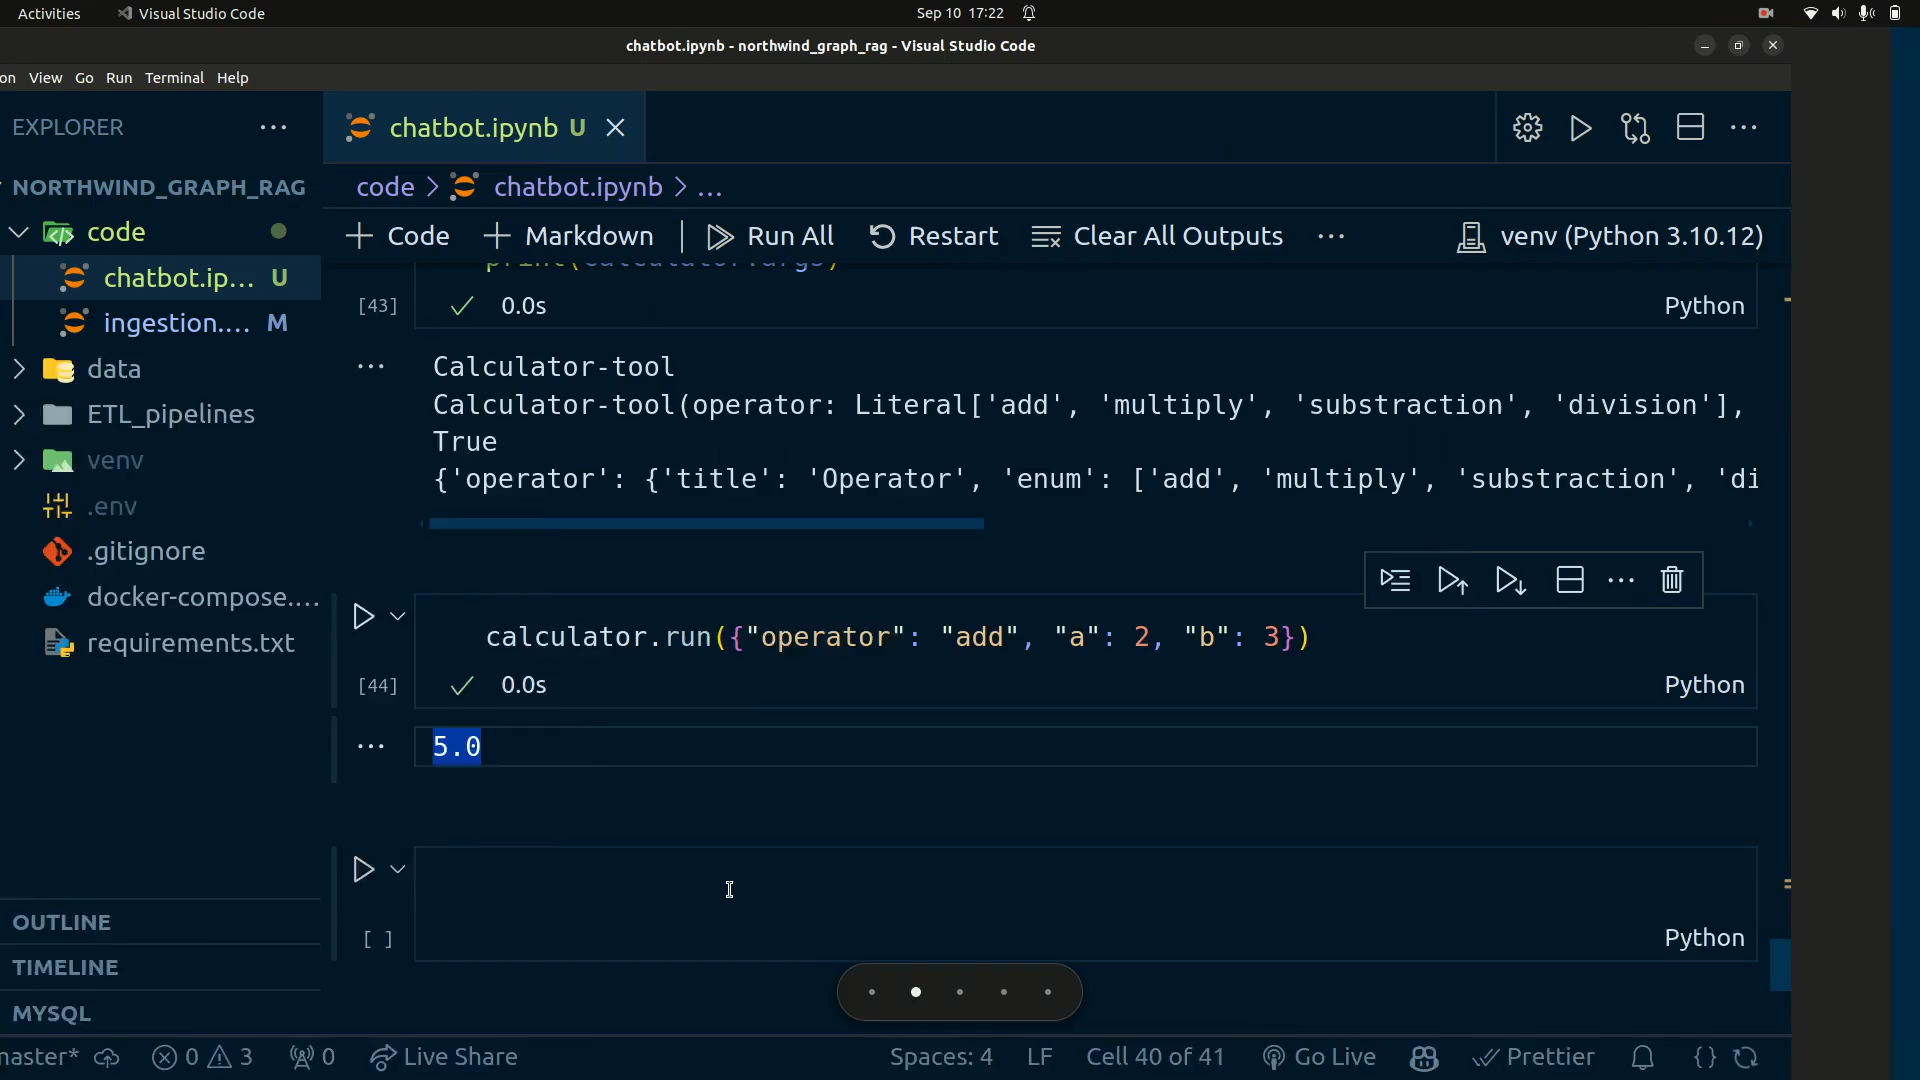 Activities Visual Studio Code Sep 10 17:22
chatbot.ipynb - northwind_graph_rag - Visual Studio Code
on View Go Run Terminal Help
EXPLORER ...
chatbot.ipynb U
NORTHWIND_GRAPH_RAG
code > chatbot.ipynb > ...
code
+ Code + Markdown Run All Restart Clear All Outputs ... venv (Python 3.10.12)
chatbot.ip... U
print(calculator.args)
[43] 0.0s Python
ingestion.... M
data
Calculator-tool
Calculator-tool(operator: Literal['add', 'multiply', 'substraction', 'division'],
ETL_pipelines
True
venv
{'operator': {'title': 'Operator', 'enum': ['add', 'multiply', 'substraction', 'di
.env
.gitignore
docker-compose....
requirements.txt
calculator.run({"operator": "add", "a": 2, "b": 3})
[44] 0.0s Python
5.0
[ ] Python
OUTLINE
TIMELINE
MYSQL
master* 0 3 0 Live Share Spaces: 4 LF Cell 40 of 41 Go Live Prettier {}